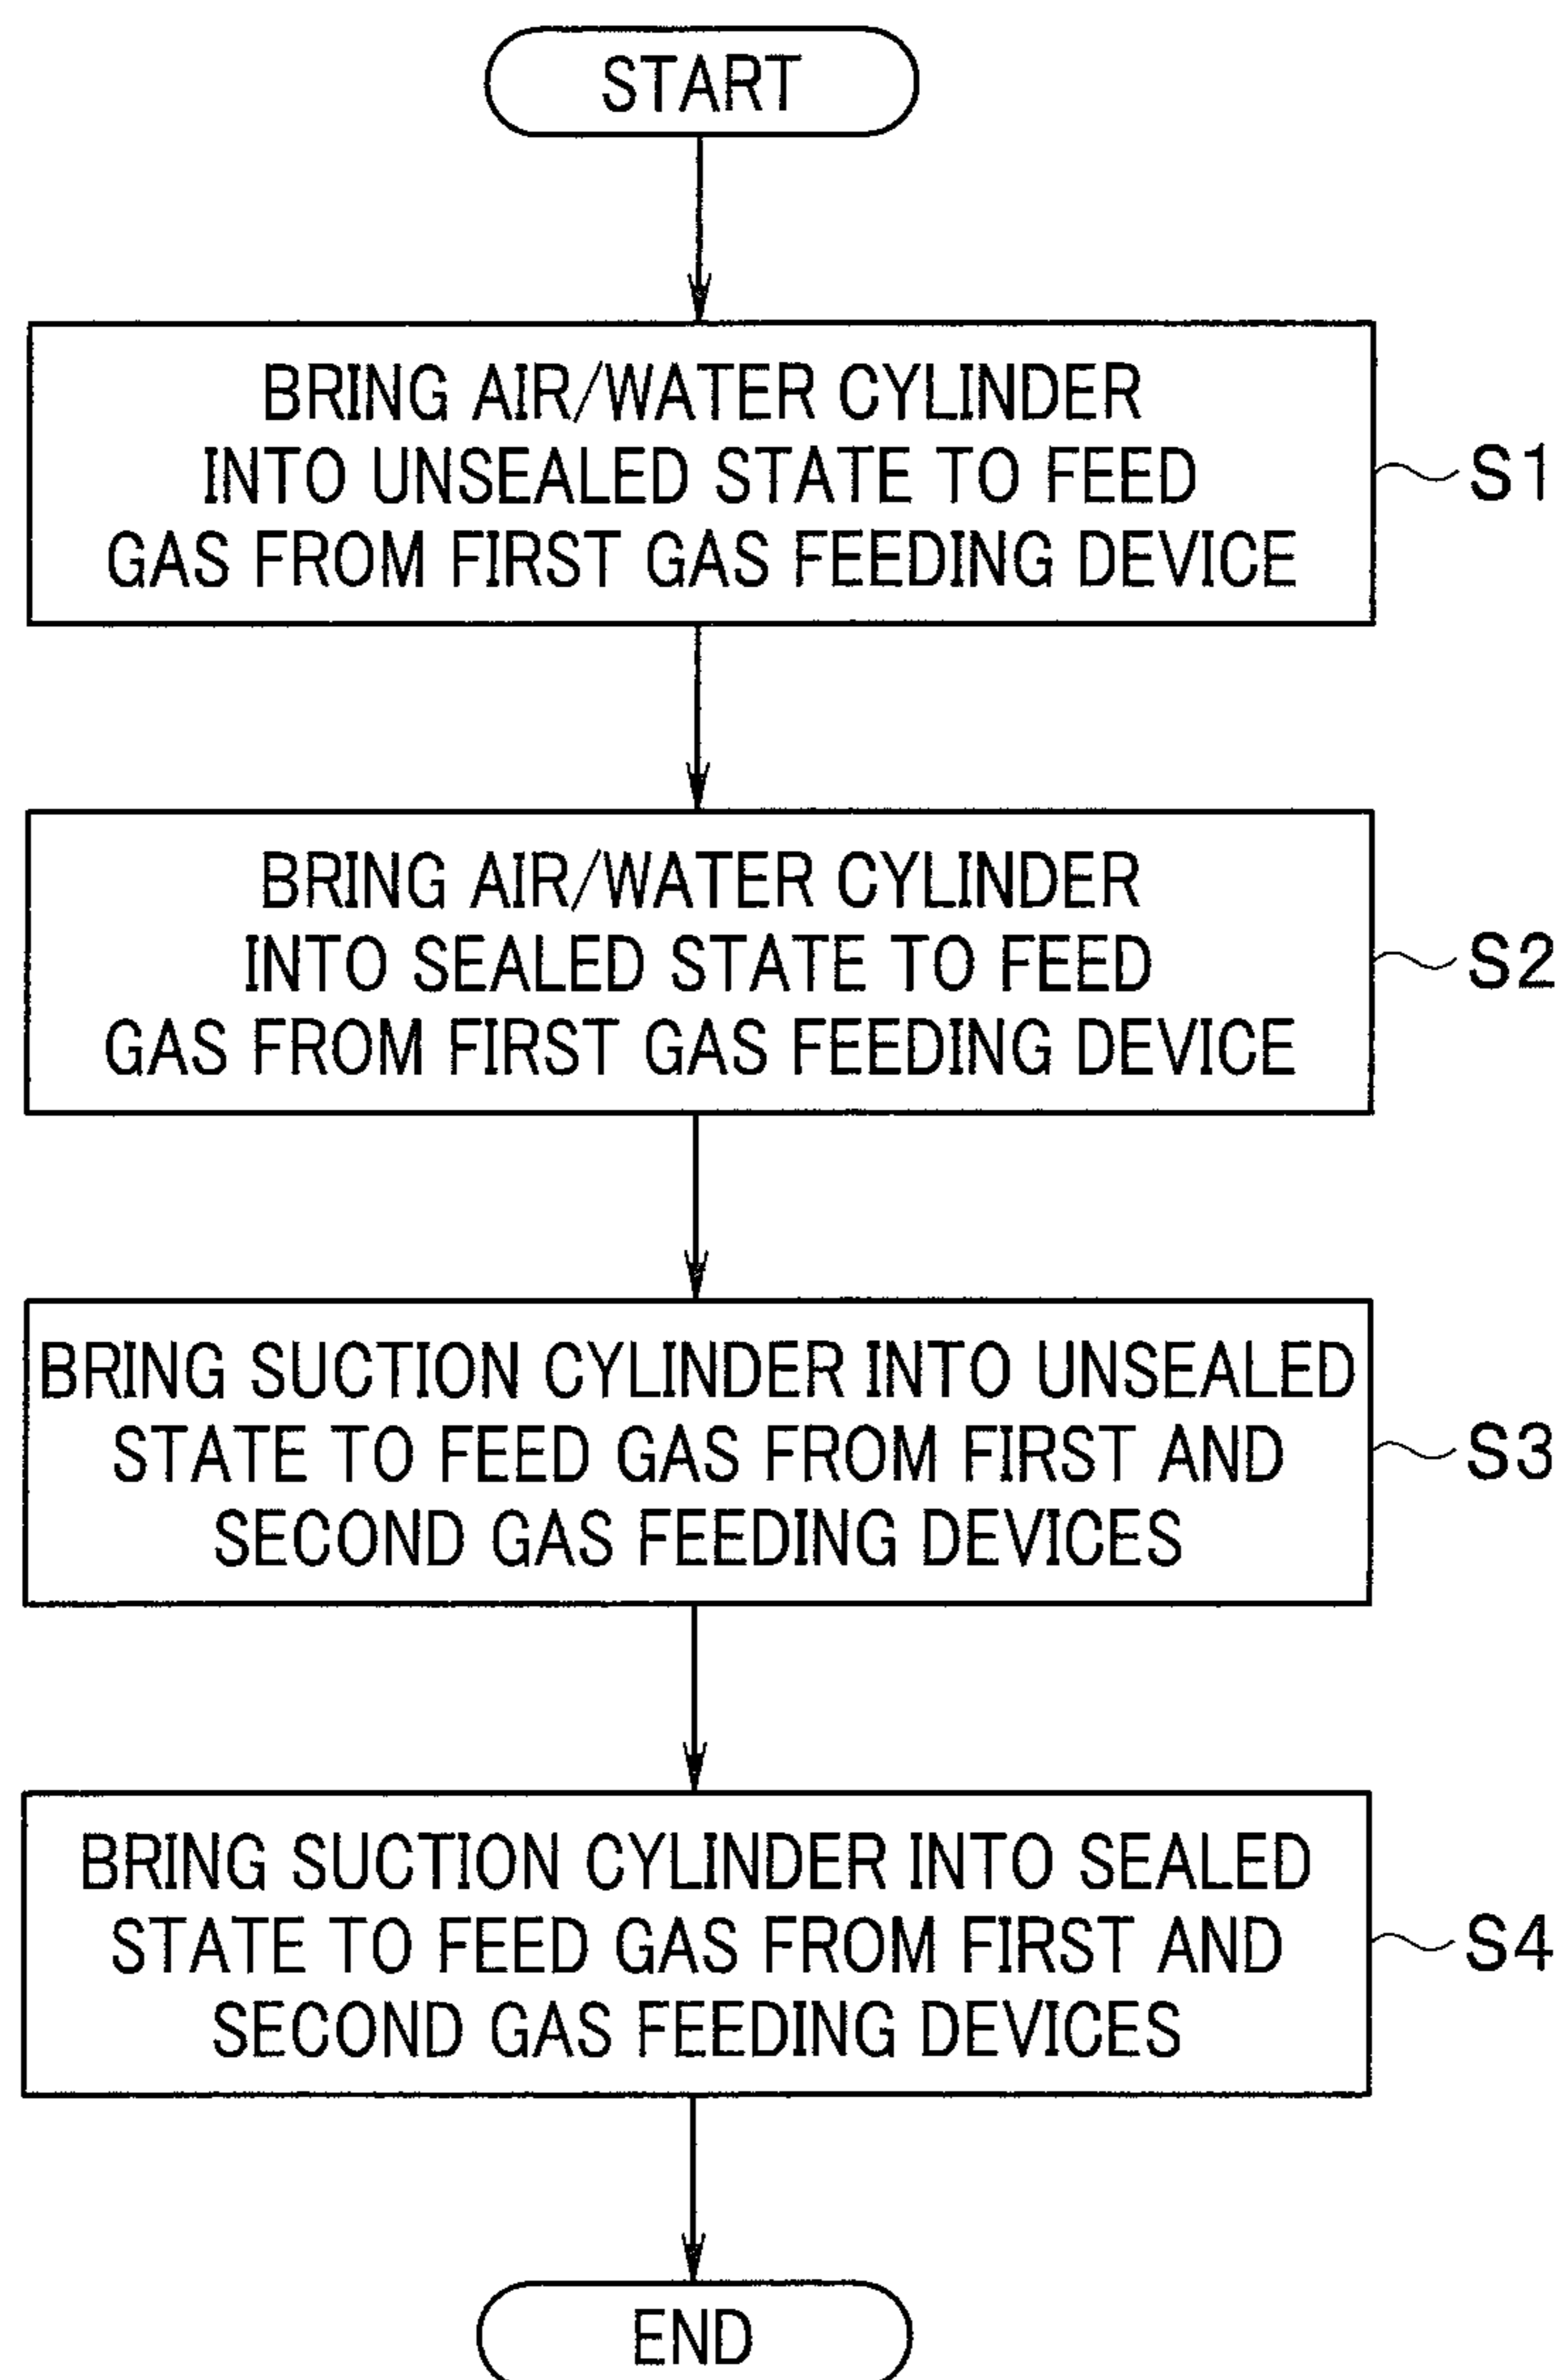 START
BRING AIR/WATER CYLINDER
INTO UNSEALED STATE TO FEED
GAS FROM FIRST GAS FEEDING DEVICE
S1
BRING AIR/WATER CYLINDER
INTO SEALED STATE TO FEED
GAS FROM FIRST GAS FEEDING DEVICE
S2
BRING SUCTION CYLINDER INTO UNSEALED
STATE TO FEED GAS FROM FIRST AND
SECOND GAS FEEDING DEVICES
S3
BRING SUCTION CYLINDER INTO SEALED
STATE TO FEED GAS FROM FIRST AND
SECOND GAS FEEDING DEVICES
S4
END